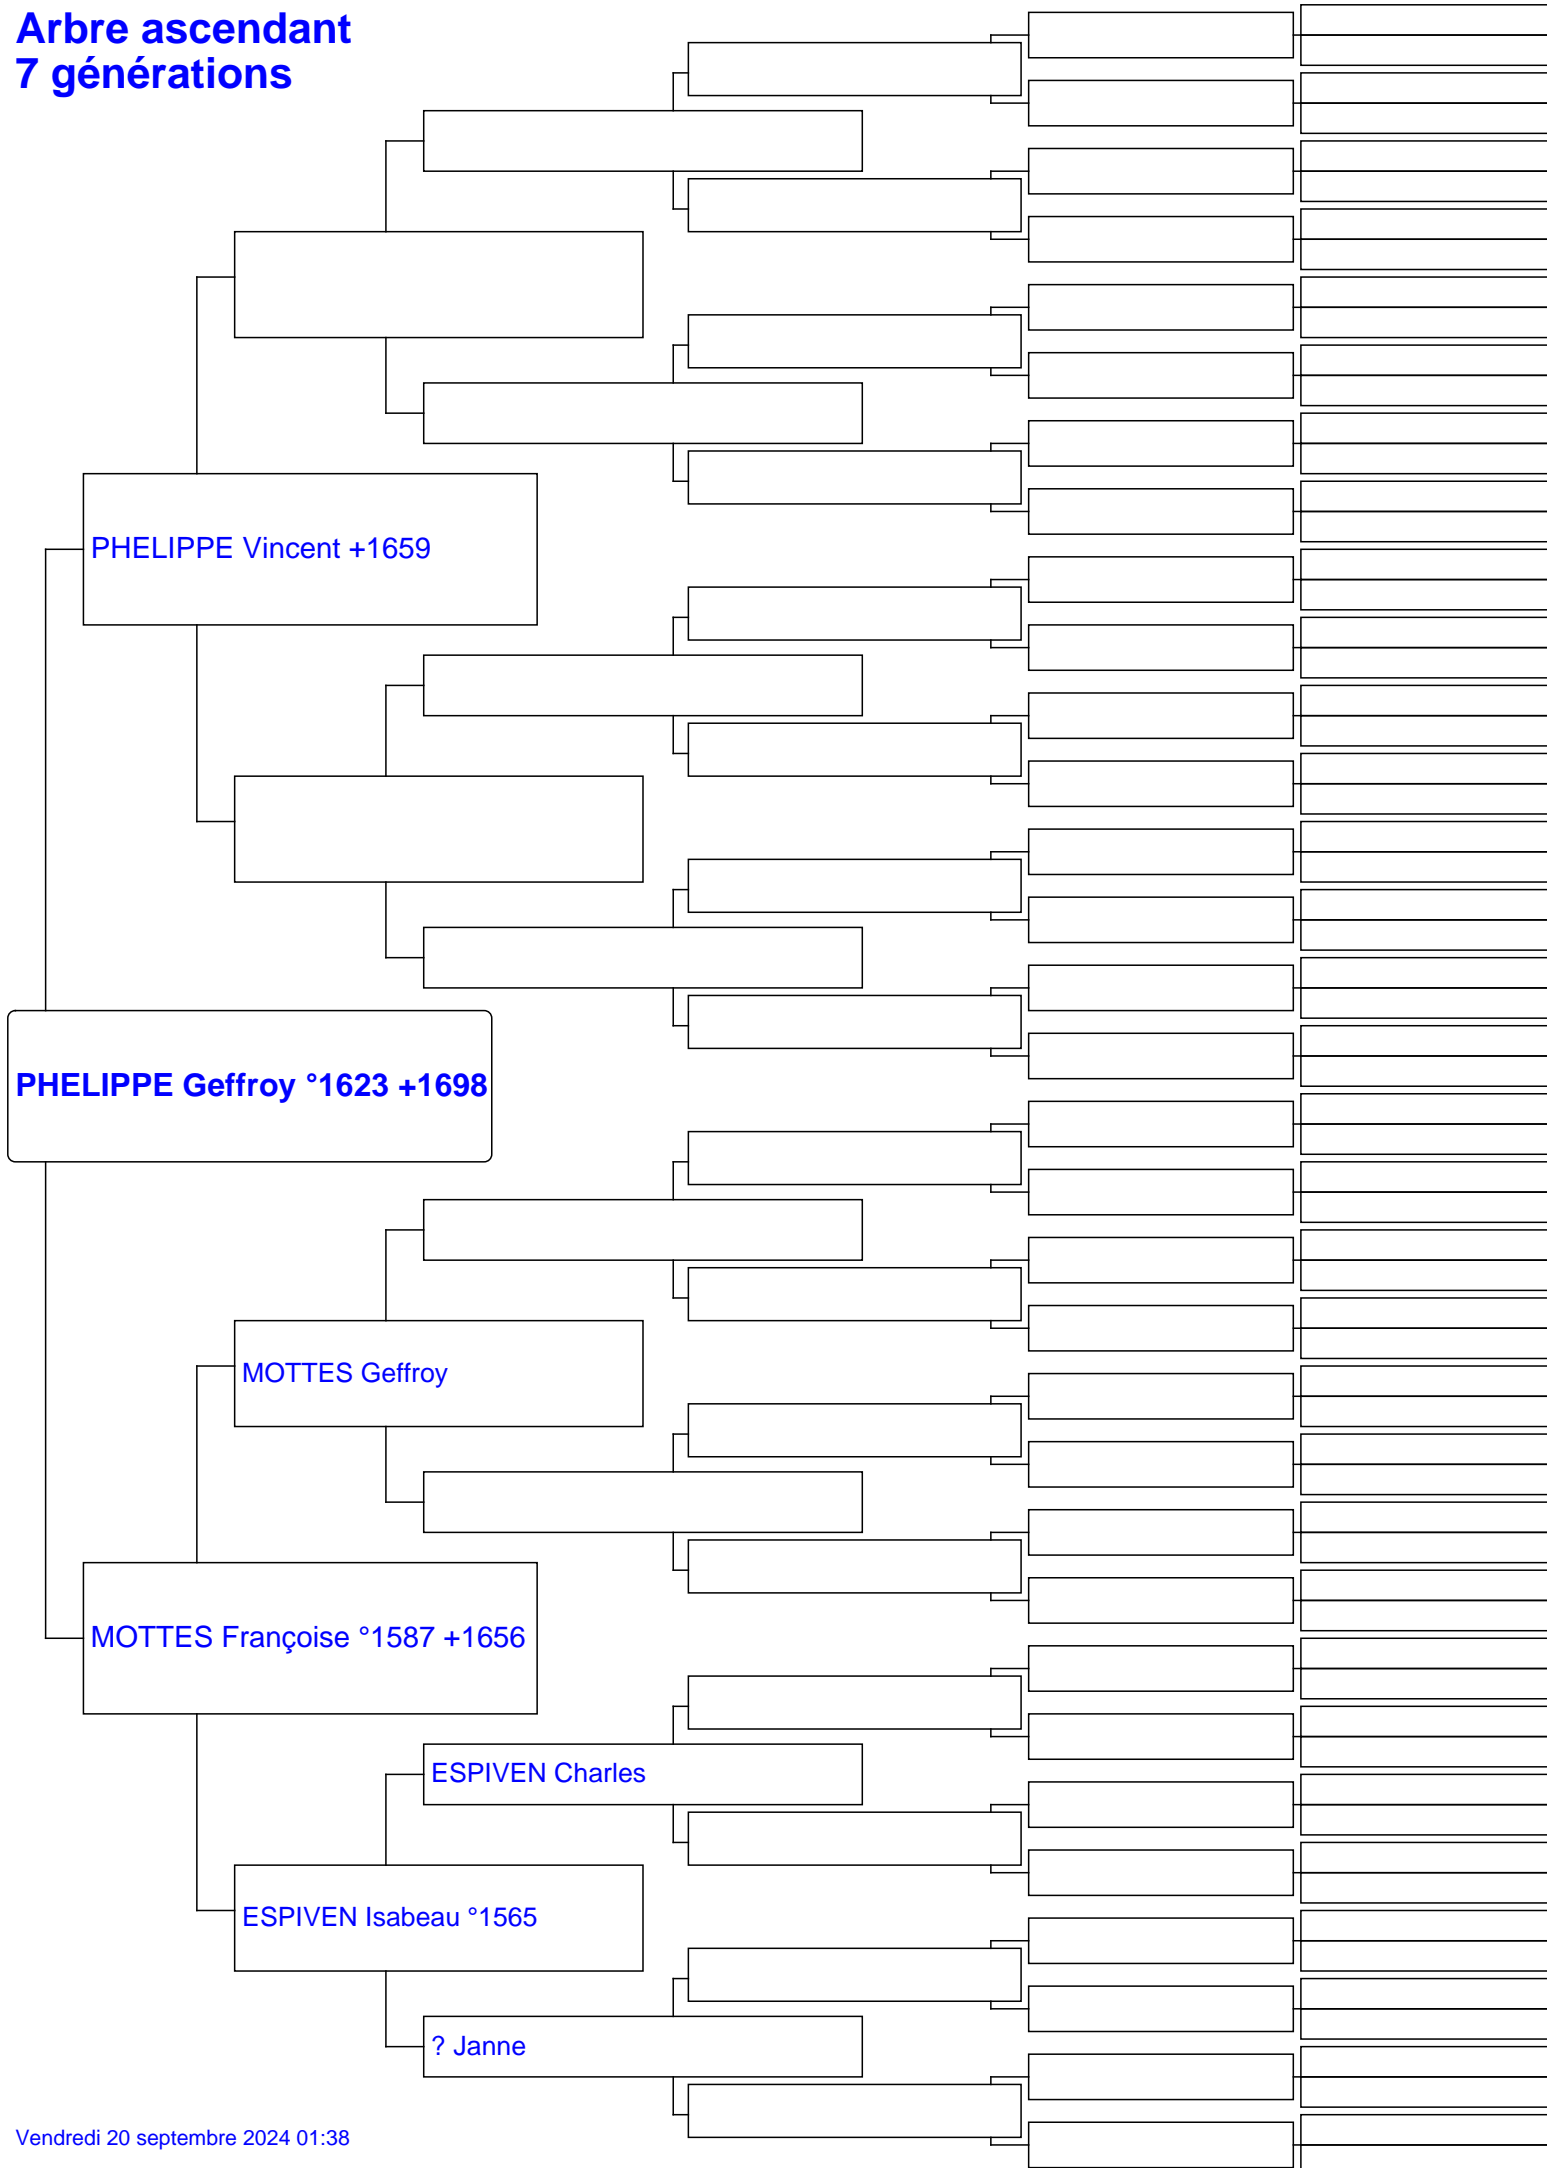 Arbre ascendant
7 générations
PHELIPPE Vincent +1659
PHELIPPE Geffroy °1623 +1698
MOTTES Geffroy
MOTTES Françoise °1587 +1656
ESPIVEN Charles
ESPIVEN Isabeau °1565
? Janne
Vendredi 20 septembre 2024 01:38